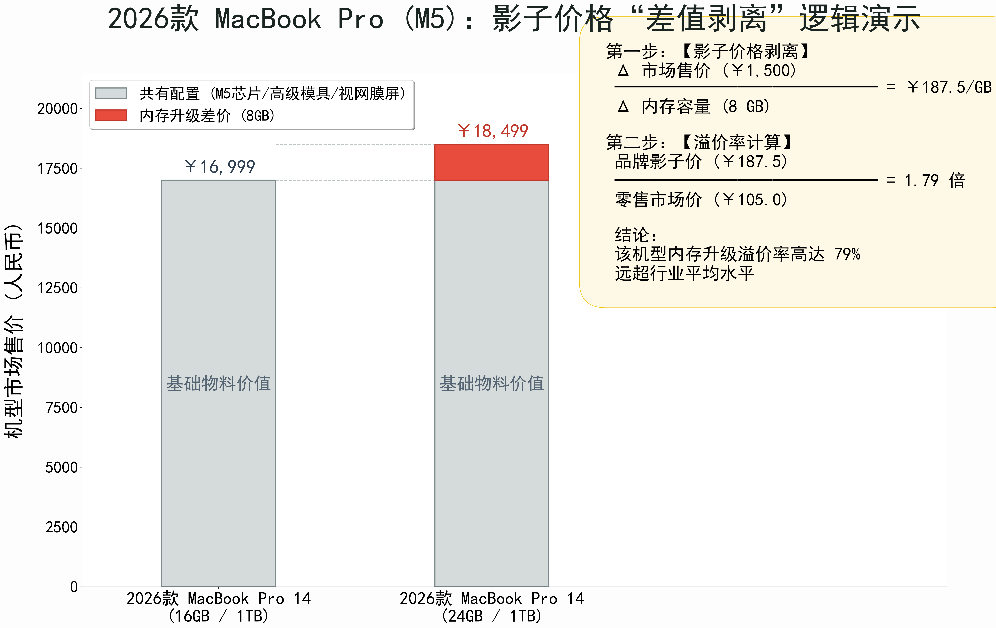 2026款 MacBook Pro (M5): 影子价格“差值剥离”逻辑演示
共有配置 (M5芯片/高级模具/视网膜屏)
内存升级差价 (8GB)
机型市场售价 (人民币)
20000
17500
15000
12500
10000
7500
5000
2500
0
¥16,999
¥18,499
基础物料价值
基础物料价值
2026款 MacBook Pro 14
(16GB / 1TB)
2026款 MacBook Pro 14
(24GB / 1TB)
第一步:【影子价格剥离】
Δ 市场售价 (¥1,500)
= ¥187.5/GB
Δ 内存容量 (8 GB)
第二步:【溢价率计算】
品牌影子价 (¥187.5)
= 1.79 倍
零售市场价 (¥105.0)
结论:
该机型内存升级溢价率高达 79%
远超行业平均水平